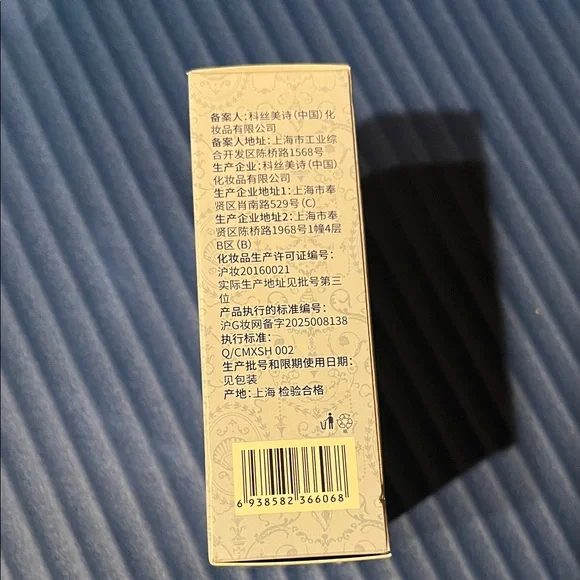 备案人:科丝美诗(中国)化
妆品有限公司
备案人地址:上海市工业综
合开发区陈桥路1568号
生产企业:科丝美诗(中国)
化妆品有限公司
生产企业地址1:上海市奉
贤区肖南路529号(C)
生产企业地址2:上海市奉
贤区陈桥路1968号1幢4层
B区(B)
化妆品生产许可证编号:
沪妆20160021
实际生产地址见批号第三
位
产品执行的标准编号:
沪G妆网备字2025008138
执行标准:
Q/CMXSH 002
生产批号和限期使用日期:
见包装
产地:上海 检验合格
6 938582 366068